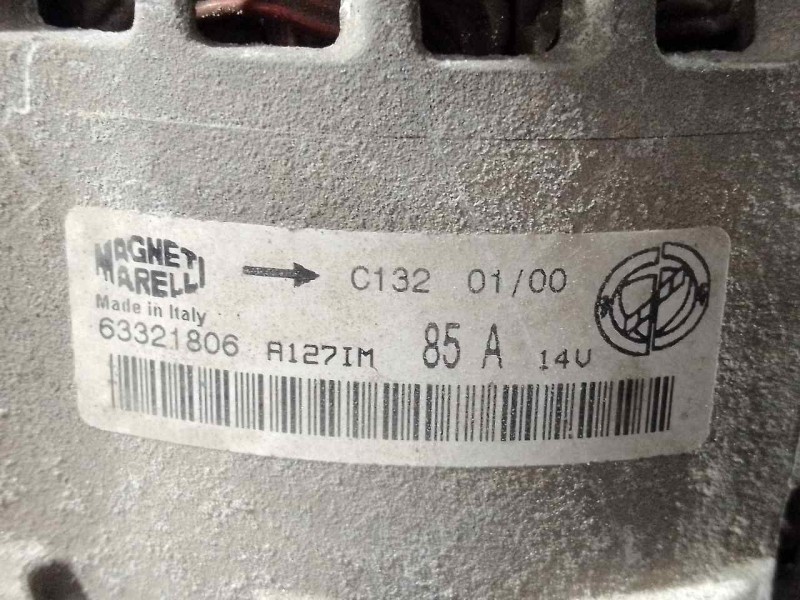 MAGNETI MARELLI
C132 01/00
Made in Italy
63321806 A127IM 85 A 14V